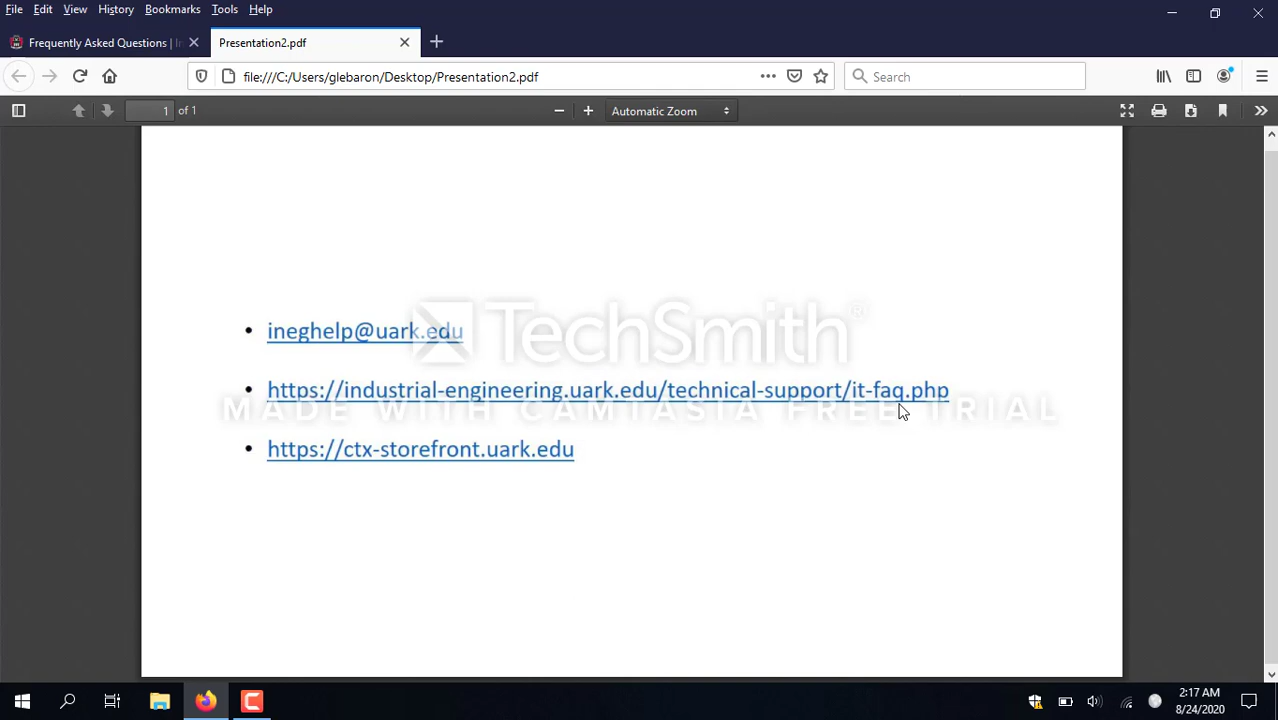 File Edit View History Bookmarks Tools Help
Frequently Asked Questions | In
Presentation2.pdf
file:///C:/Users/glebaron/Desktop/Presentation2.pdf
Search
1 of 1
Automatic Zoom
TechSmith®
• ineghelp@uark.edu
• https://industrial-engineering.uark.edu/technical-support/it-faq.php
MADE WITH CAMTASIA FREE TRIAL
• https://ctx-storefront.uark.edu
2:17 AM
8/24/2020